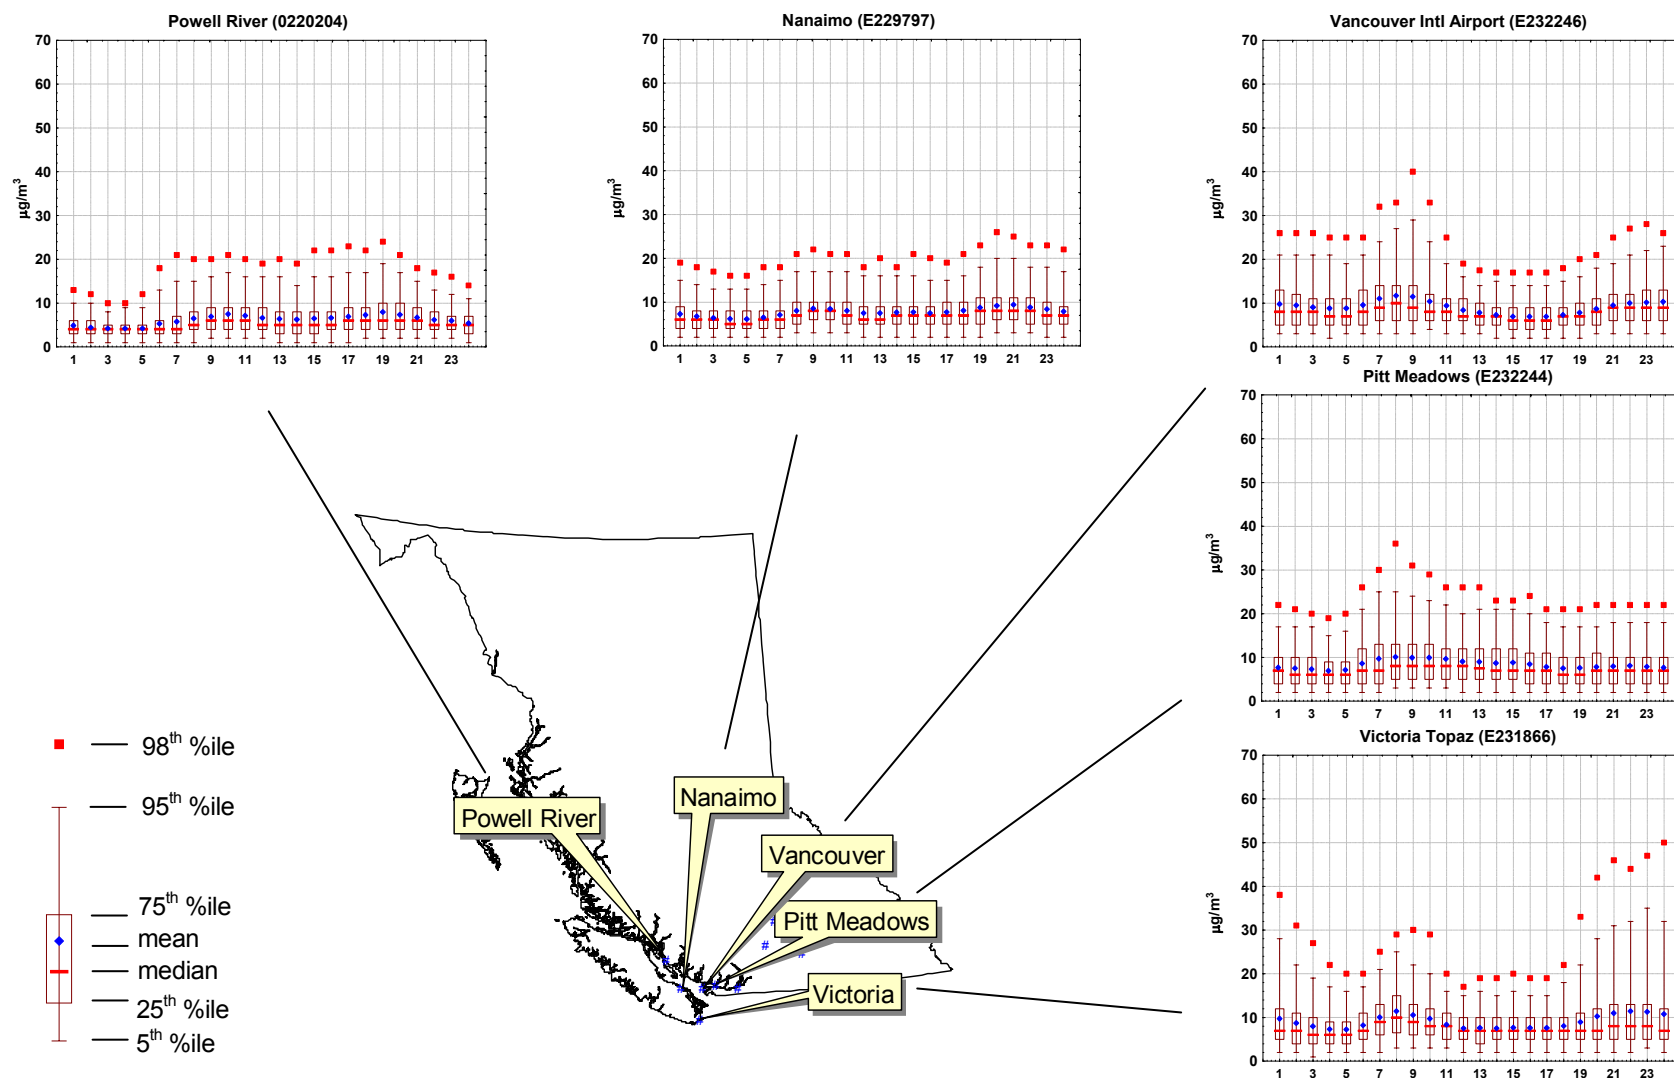 Powell River (0220204)
70
60
50
40
30
20
10
0
µg/m³
1 3 5 7 9 11 13 15 17 19 21 23
Nanaimo (E229797)
70
60
50
40
30
20
10
0
µg/m³
1 3 5 7 9 11 13 15 17 19 21 23
Vancouver Intl Airport (E232246)
70
60
50
40
30
20
10
0
µg/m³
1 3 5 7 9 11 13 15 17 19 21 23
Pitt Meadows (E232244)
70
60
50
40
30
20
10
0
µg/m³
1 3 5 7 9 11 13 15 17 19 21 23
Victoria Topaz (E231866)
70
60
50
40
30
20
10
0
µg/m³
1 3 5 7 9 11 13 15 17 19 21 23
98th %ile
95th %ile
75th %ile
mean
median
25th %ile
5th %ile
Powell River
Nanaimo
Vancouver
Pitt Meadows
Victoria